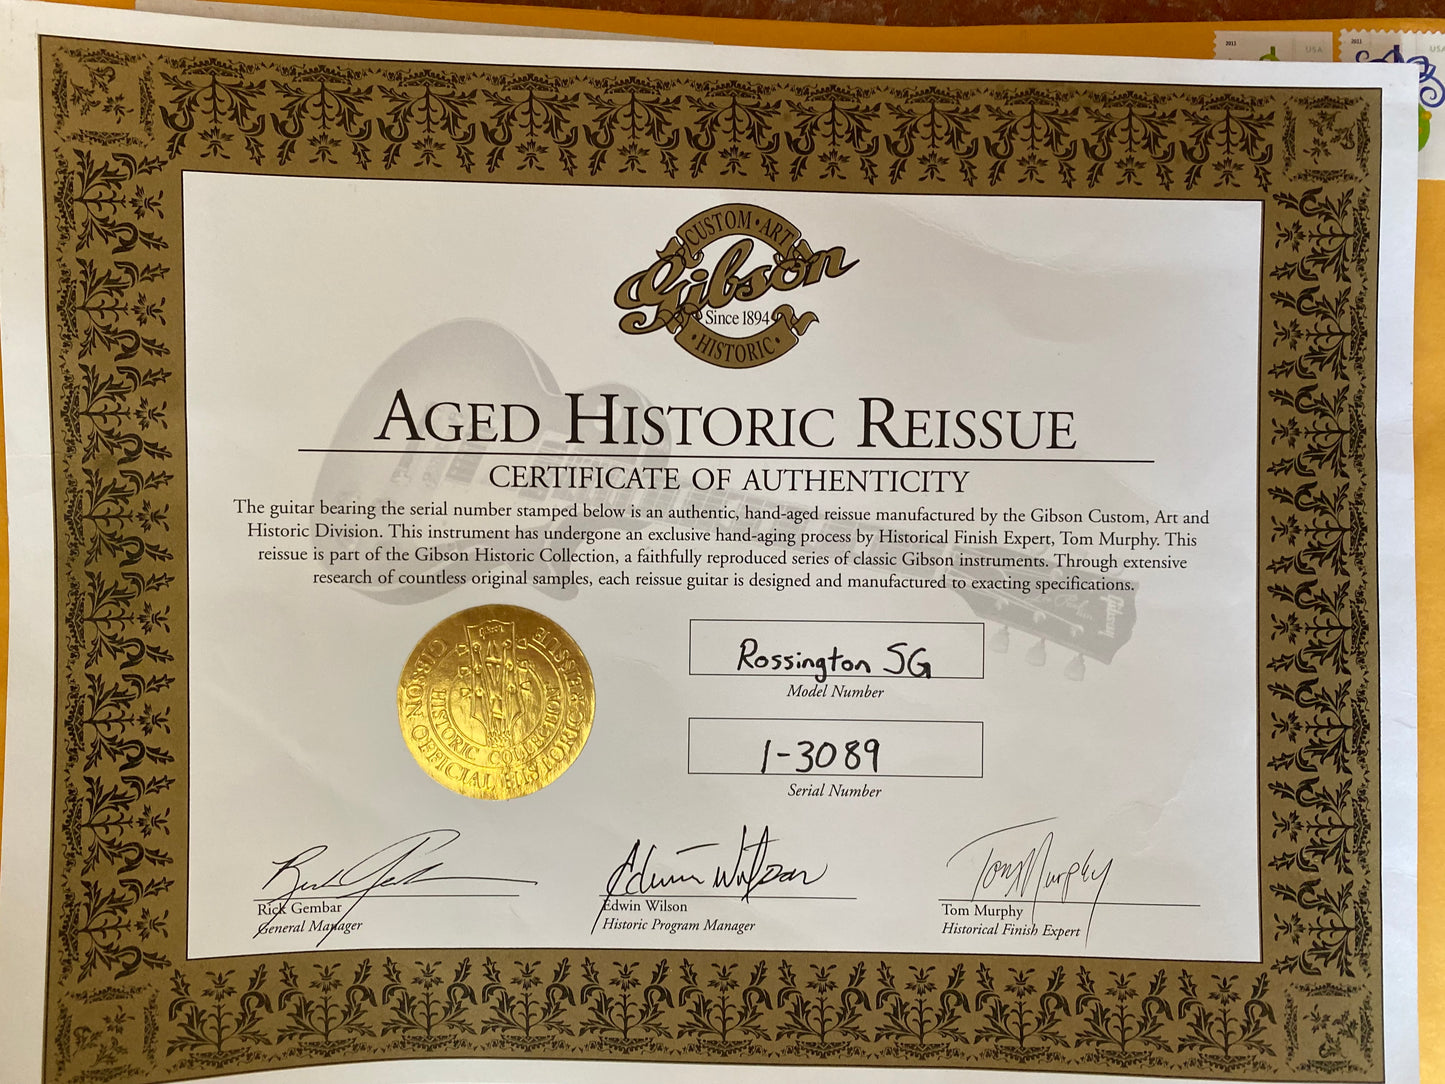 2013 USA
2013 USA
CUSTOM • ART
Gibson
Since 1894
• HISTORIC •
AGED HISTORIC REISSUE
CERTIFICATE OF AUTHENTICITY
The guitar bearing the serial number stamped below is an authentic, hand-aged reissue manufactured by the Gibson Custom, Art and
Historic Division. This instrument has undergone an exclusive hand-aging process by Historical Finish Expert, Tom Murphy. This
reissue is part of the Gibson Historic Collection, a faithfully reproduced series of classic Gibson instruments. Through extensive
research of countless original samples, each reissue guitar is designed and manufactured to exacting specifications.
Gibson
GIBSON OFFICIAL HISTORIC REISSUE
HISTORIC COLLECTION
Rossington SG
Model Number
1-3089
Serial Number
Edwin Wilson
Tom Murphy
Rick Gembar
General Manager
Edwin Wilson
Historic Program Manager
Tom Murphy
Historical Finish Expert